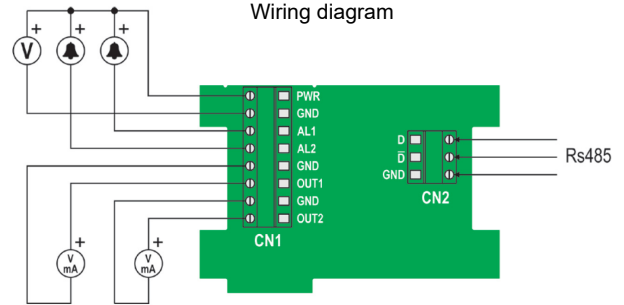 Wiring diagram
+ + +
V
PWR
GND
AL1
AL2
GND
OUT1
GND
OUT2
CN1
D
D̅
GND
CN2
Rs485
+ +
V
mA
V
mA